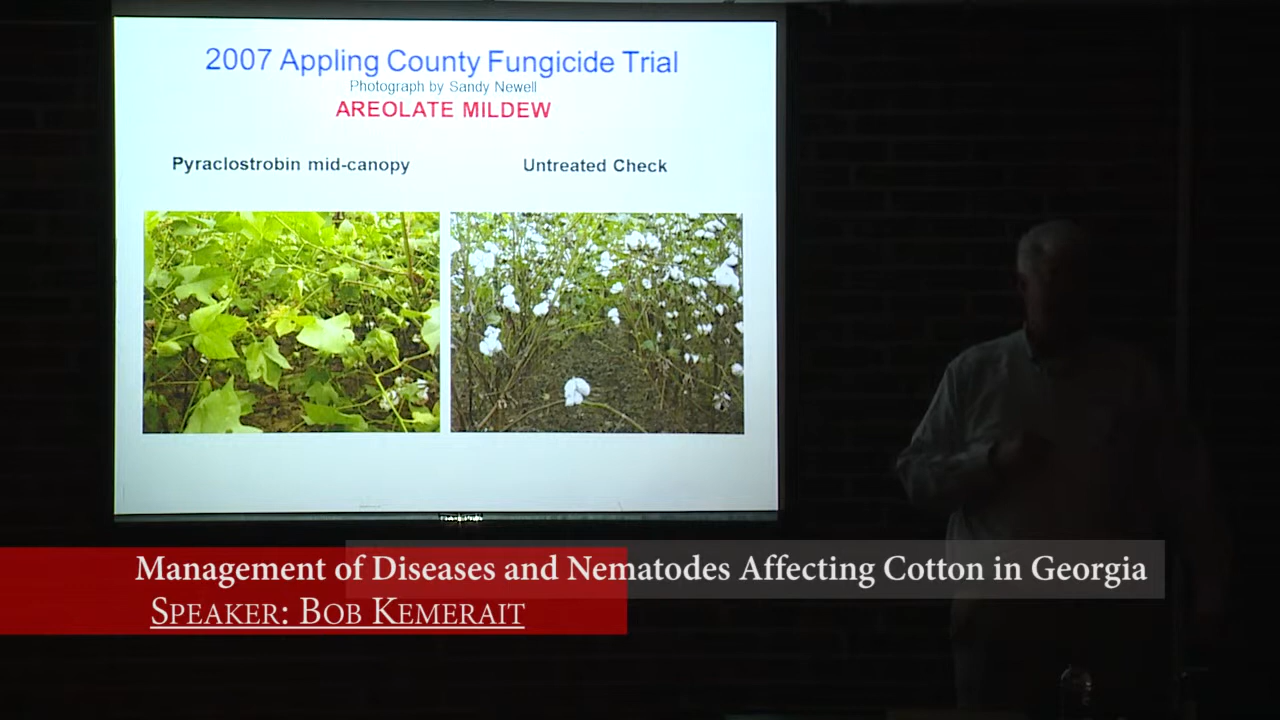 2007 Appling County Fungicide Trial
Photograph by Sandy Newell
AREOLATE MILDEW
Pyraclostrobin mid-canopy
Untreated Check
Management of Diseases and Nematodes Affecting Cotton in Georgia
SPEAKER: BOB KEMERAIT